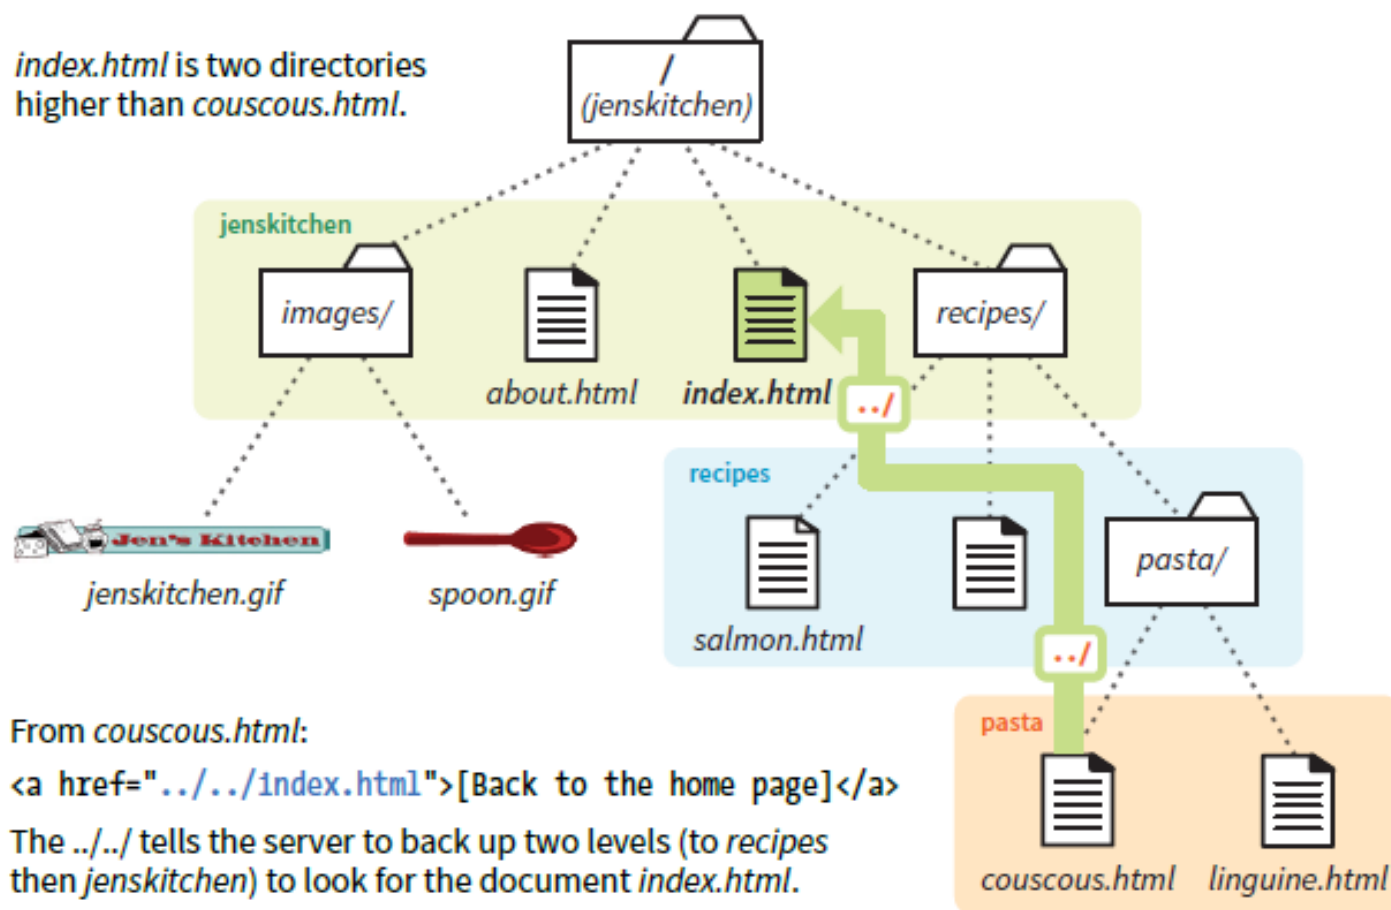 index.html is two directories
higher than couscous.html.
/
(jenskitchen)
jenskitchen
images/
about.html
index.html
recipes/
../
recipes
Jen's Kitchen
jenskitchen.gif
spoon.gif
salmon.html
pasta/
../
pasta
couscous.html
linguine.html
From couscous.html:
<a href="../../index.html">[Back to the home page]</a>
The ../../ tells the server to back up two levels (to recipes
then jenskitchen) to look for the document index.html.